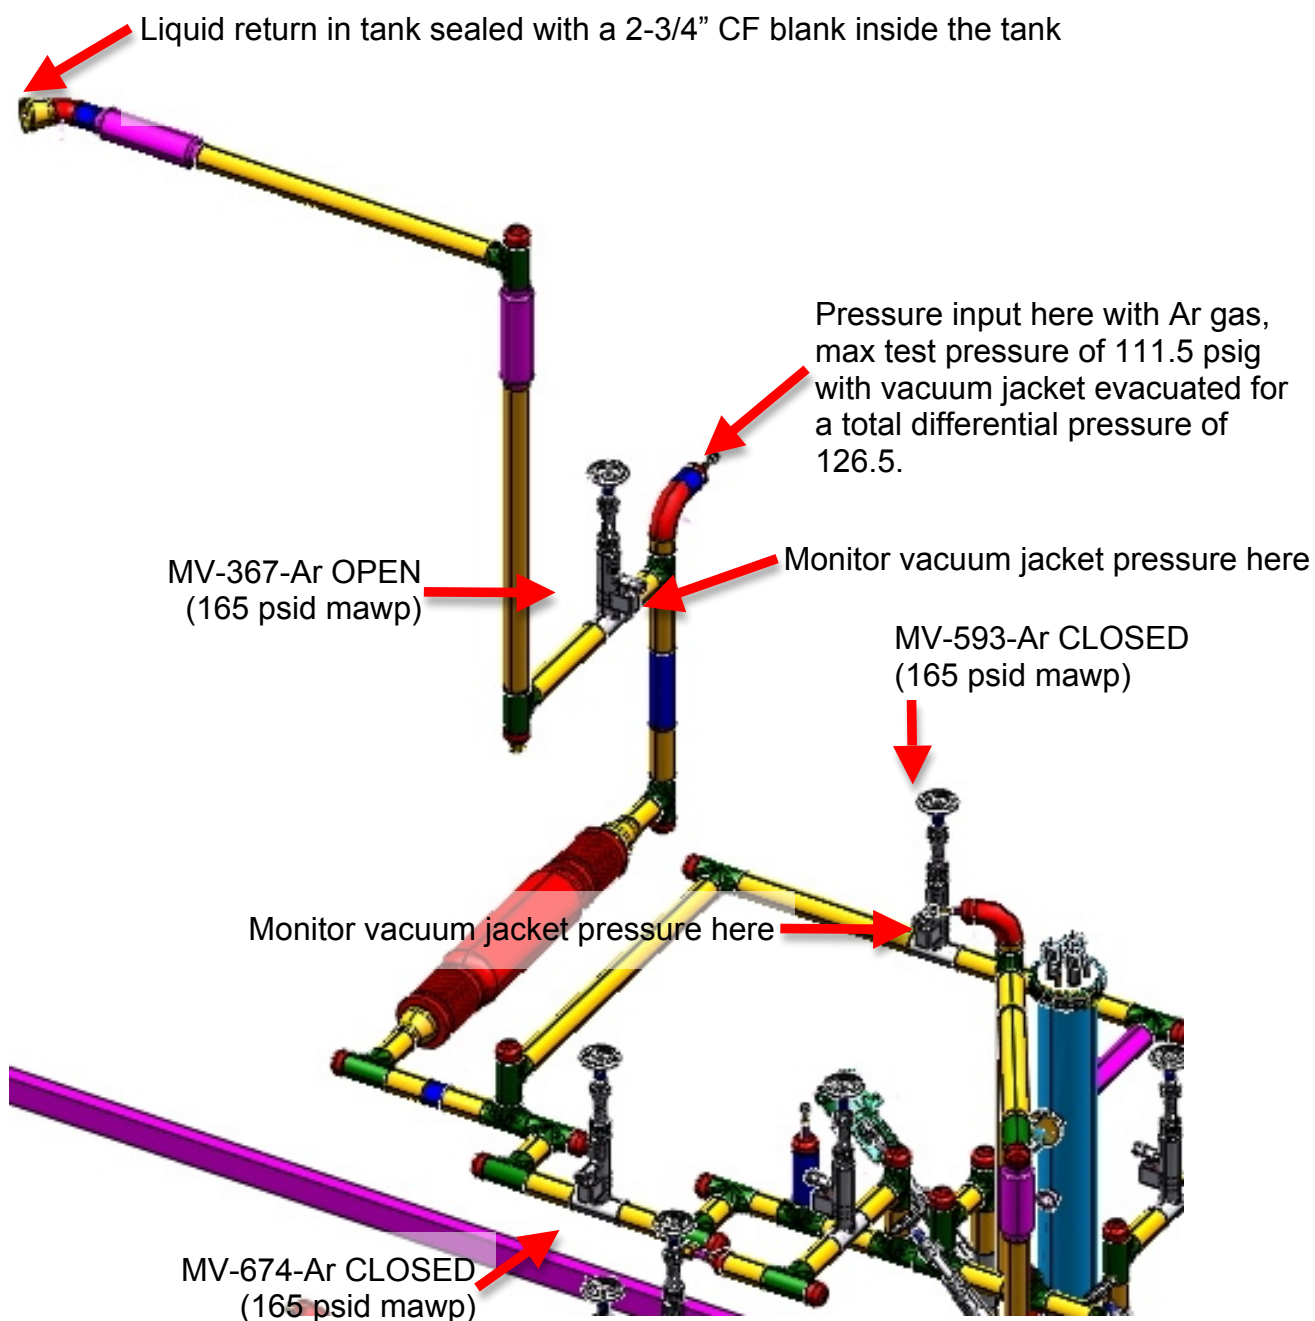 Liquid return in tank sealed with a 2-3/4” CF blank inside the tank
Pressure input here with Ar gas,
max test pressure of 111.5 psig
with vacuum jacket evacuated for
a total differential pressure of
126.5.
MV-367-Ar OPEN
(165 psid mawp)
Monitor vacuum jacket pressure here
MV-593-Ar CLOSED
(165 psid mawp)
Monitor vacuum jacket pressure here
MV-674-Ar CLOSED
(165 psid mawp)